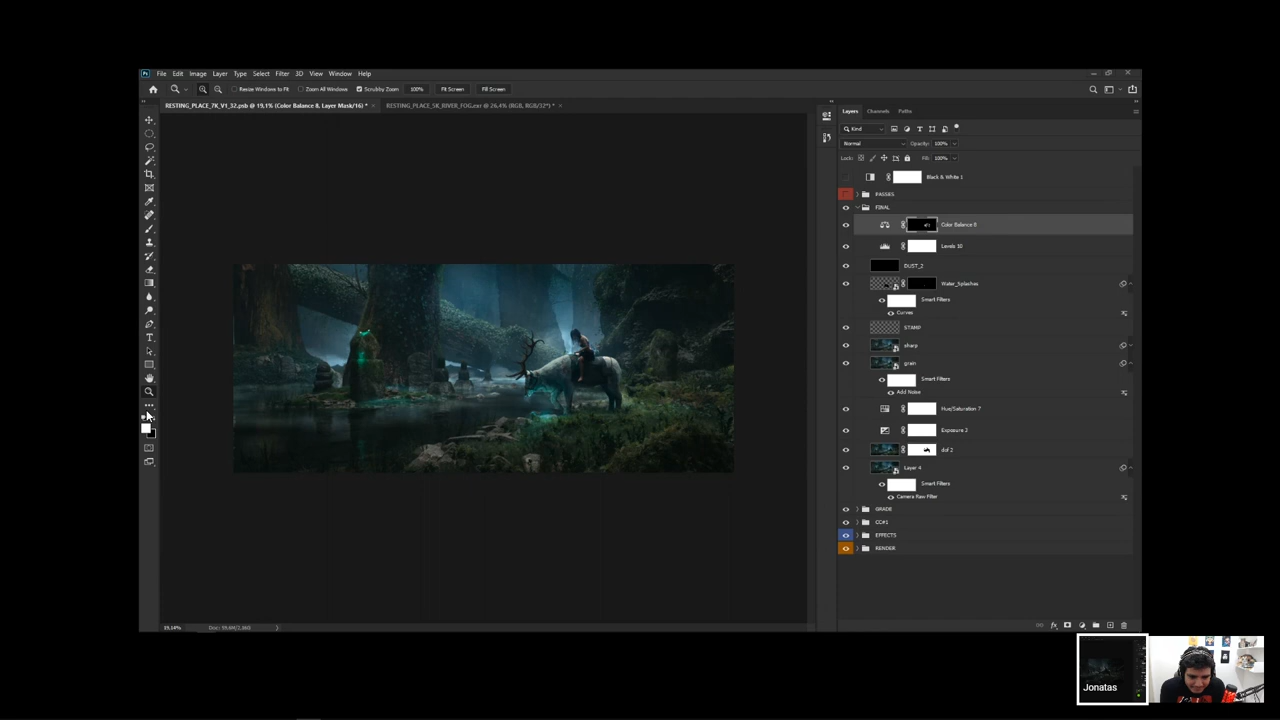 Ps File Edit Image Layer Type Select Filter 3D View Window Help
Resize Windows to Fit Zoom All Windows Scrubby Zoom 100% Fit Screen Fill Screen
RESTING_PLACE_7K_V1_32.psb @ 19,1% (Color Balance 8, Layer Mask/16) * × RESTING_PLACE_5K_RIVER_FOG.exr @ 26,4% (RGB, RGB/32*) * ×
Layers Channels Paths
Kind
Normal Opacity: 100%
Lock: Fill: 100%
Black & White 1
PASSES
FINAL
Color Balance 8
Levels 10
DUST_2
Water_Splashes
Smart Filters
Curves
STAMP
sharp
grain
Smart Filters
Add Noise
Hue/Saturation 7
Exposure 2
dof 2
Layer 4
Smart Filters
Camera Raw Filter
GRADE
CC#1
EFFECTS
RENDER
19,14%
fx
Jonatas